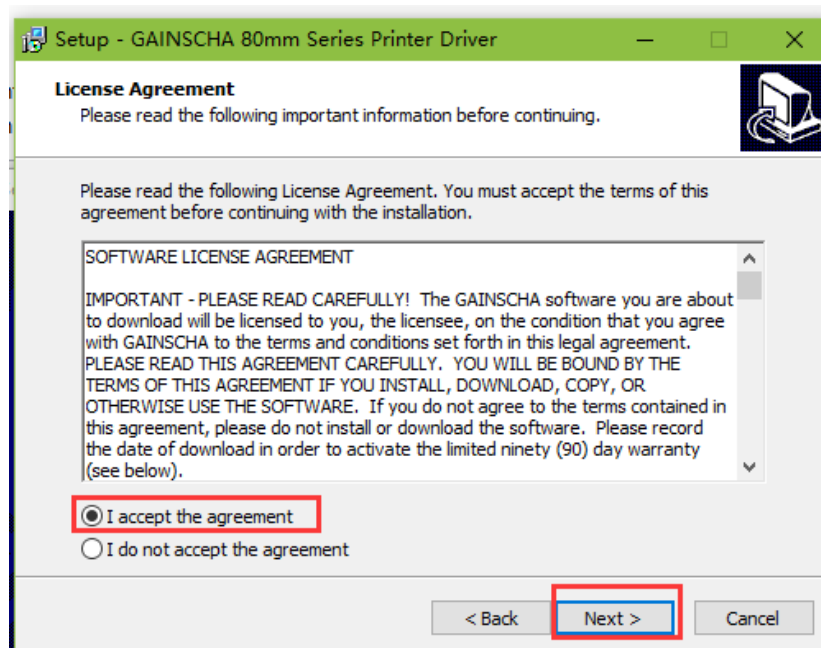 Setup - GAINSCHA 80mm Series Printer Driver
License Agreement
Please read the following important information before continuing.
Please read the following License Agreement. You must accept the terms of this
agreement before continuing with the installation.
SOFTWARE LICENSE AGREEMENT
IMPORTANT - PLEASE READ CAREFULLY! The GAINSCHA software you are about
to download will be licensed to you, the licensee, on the condition that you agree
with GAINSCHA to the terms and conditions set forth in this legal agreement.
PLEASE READ THIS AGREEMENT CAREFULLY. YOU WILL BE BOUND BY THE
TERMS OF THIS AGREEMENT IF YOU INSTALL, DOWNLOAD, COPY, OR
OTHERWISE USE THE SOFTWARE. If you do not agree to the terms contained in
this agreement, please do not install or download the software. Please record
the date of download in order to activate the limited ninety (90) day warranty
(see below).
I accept the agreement
I do not accept the agreement
< Back
Next >
Cancel